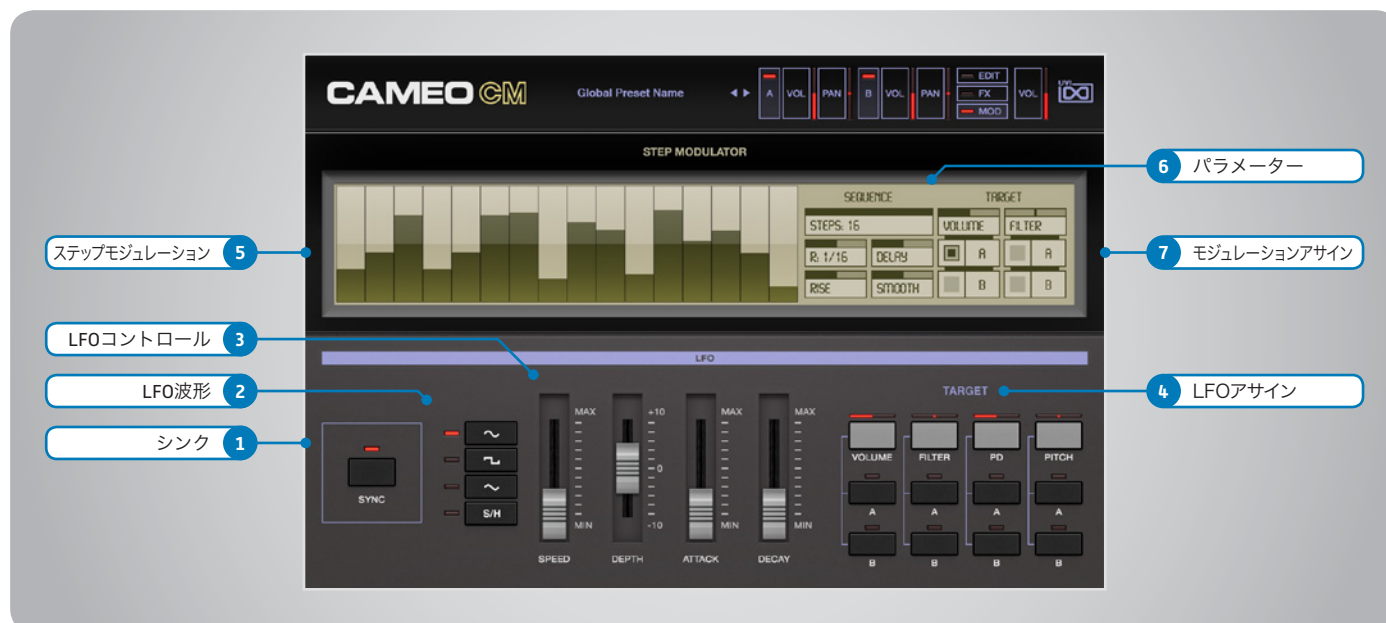 CAMEO CM
Global Preset Name
A VOL PAN B VOL PAN EDIT FX MOD VOL UVI
STEP MODULATOR
6 パラメーター
SEQUENCE TARGET
STEPS: 16 VOLUME FILTER
R: 1/16 DELAY A A
RISE SMOOTH B B
ステップモジュレーション 5
7 モジュレーションアサイン
LFOコントロール 3
LFO
LFO波形 2
TARGET
4 LFOアサイン
シンク 1
SYNC
S/H
MAX +10 MAX MAX
0
MIN -10 MIN MIN
SPEED DEPTH ATTACK DECAY
VOLUME FILTER PD PITCH
A A A A
B B B B